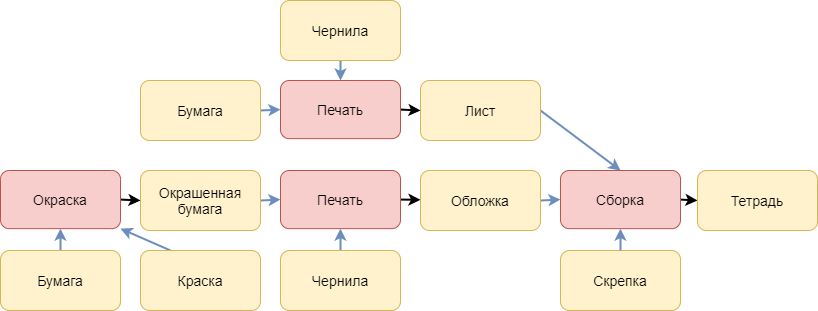 Чернила
Бумага
Печать
Лист
Окраска
Окрашенная
бумага
Печать
Обложка
Сборка
Тетрадь
Бумага
Краска
Чернила
Скрепка